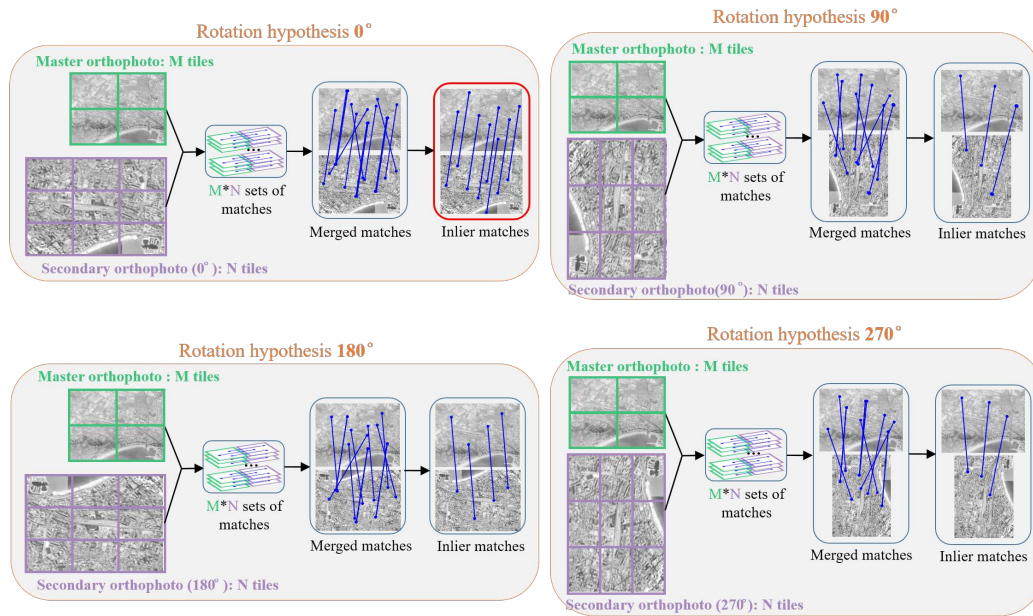 Rotation hypothesis 0°
Master orthophoto: M tiles
M*N sets of
matches
Merged matches
Inlier matches
Secondary orthophoto (0°): N tiles
Rotation hypothesis 90°
Master orthophoto: M tiles
M*N sets of
matches
Merged matches
Inlier matches
Secondary orthophoto(90°): N tiles
Rotation hypothesis 180°
Master orthophoto : M tiles
M*N sets of
matches
Merged matches
Inlier matches
Secondary orthophoto (180°): N tiles
Rotation hypothesis 270°
Master orthophoto : M tiles
M*N sets of
matches
Merged matches
Inlier matches
Secondary orthophoto (270°): N tiles